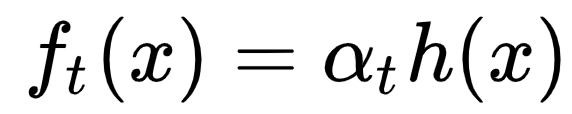 f_t(x) = α_t h(x)